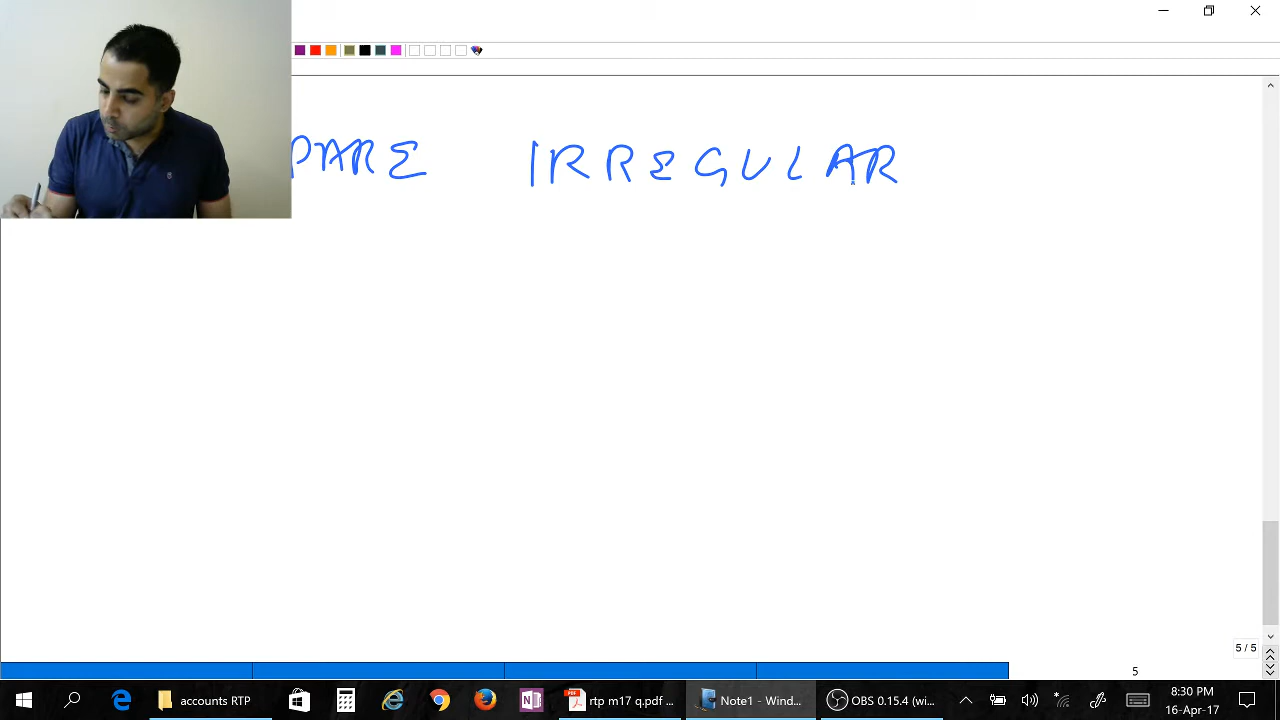 PARE IRREGULAR
5 / 5
5
accounts RTP
PDF
rtp m17 q.pdf ...
Note1 - Wind...
OBS 0.15.4 (wi...
8:30 PM
16-Apr-17